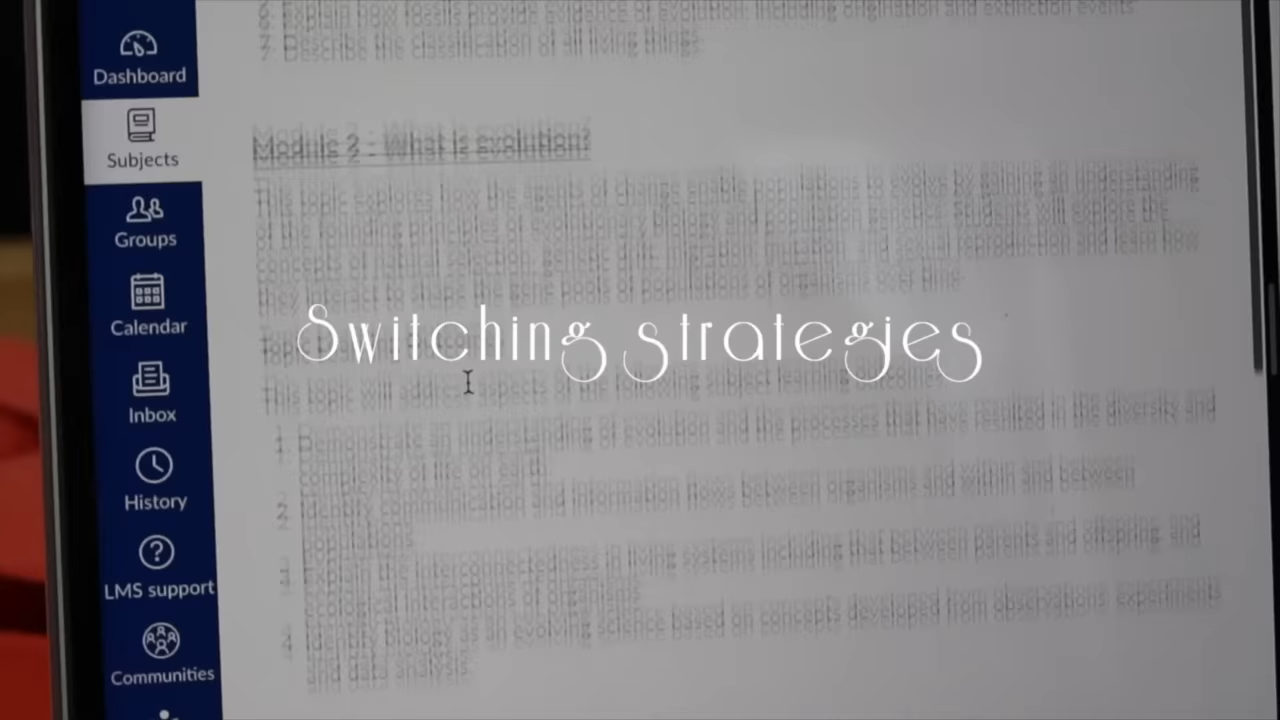 Dashboard
Subjects
Groups
Calendar
Inbox
History
LMS support
Communities
6. Explain how fossils provide evidence of evolution, including origination and extinction events.
7. Describe the classification of all living things.
Module 2 - What is evolution?
This topic explores how the agents of change enable populations to evolve by gaining an understanding
of the founding principles of evolutionary biology and population genetics. Students will explore the
concepts of natural selection, genetic drift, migration, mutation and sexual reproduction and learn how
they interact to shape the gene pools of populations of organisms over time.
Topic Learning Outcomes
Switching strategies
This topic will address aspects of the following subject learning outcomes:
1. Demonstrate an understanding of evolution and the processes that have resulted in the diversity and
complexity of life on earth.
2. Identify communication and information flows between organisms and within and between
populations.
3. Explain the interconnectedness in living systems including that between parents and offspring, and
ecological interactions of organisms.
4. Identify biology as an evolving science based on concepts developed from observations, experiments
and data analysis.